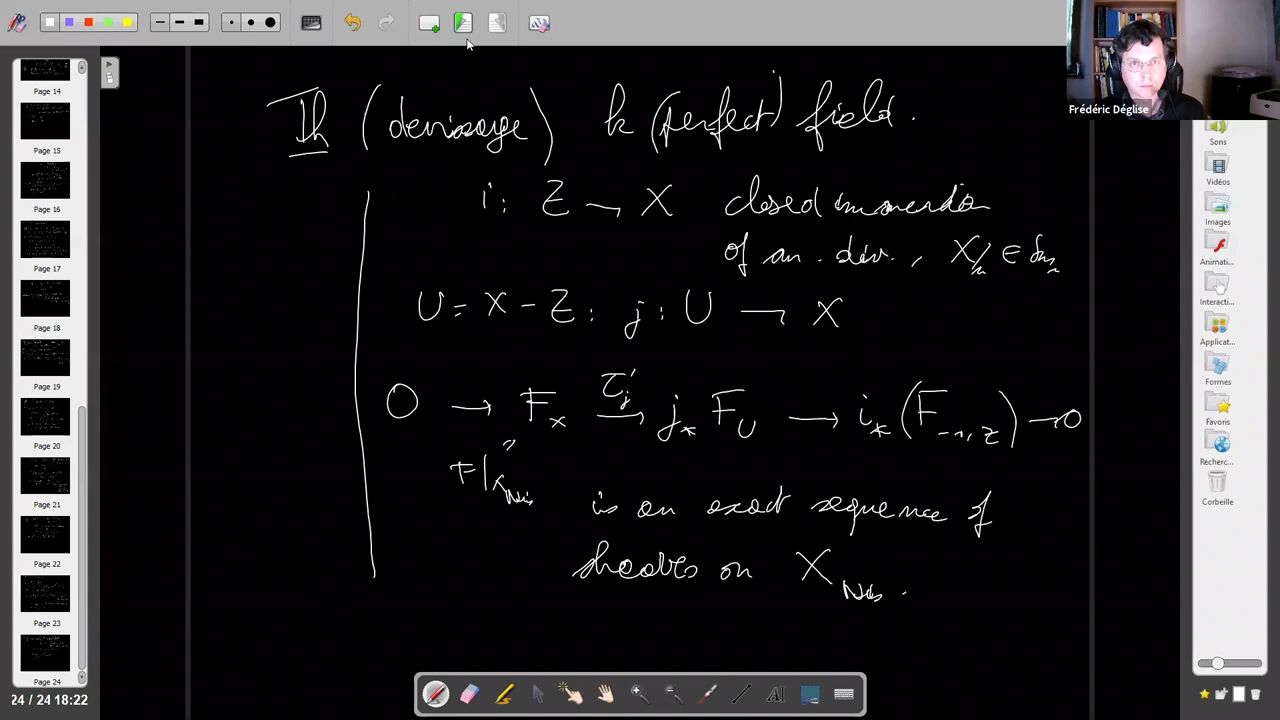 Th (devissage) k (perfect) field.
i : Z → X closed immersion
of an . div. , X/k ∈ Sm_k
U = X - Z : j : U → X
0 → F_X → j_* F_U → i_* (F_{-1, Z}) → 0
F|X_Nis
is an exact sequence of
sheaves on X_Nis .
Frédéric Déglise
Page 14
Page 15
Page 16
Page 17
Page 18
Page 19
Page 20
Page 21
Page 22
Page 23
Page 24
24 / 24 18:22
Sons
Vidéos
Images
Animati...
Interacti...
Applicat...
Formes
Favoris
Recherc...
Corbeille